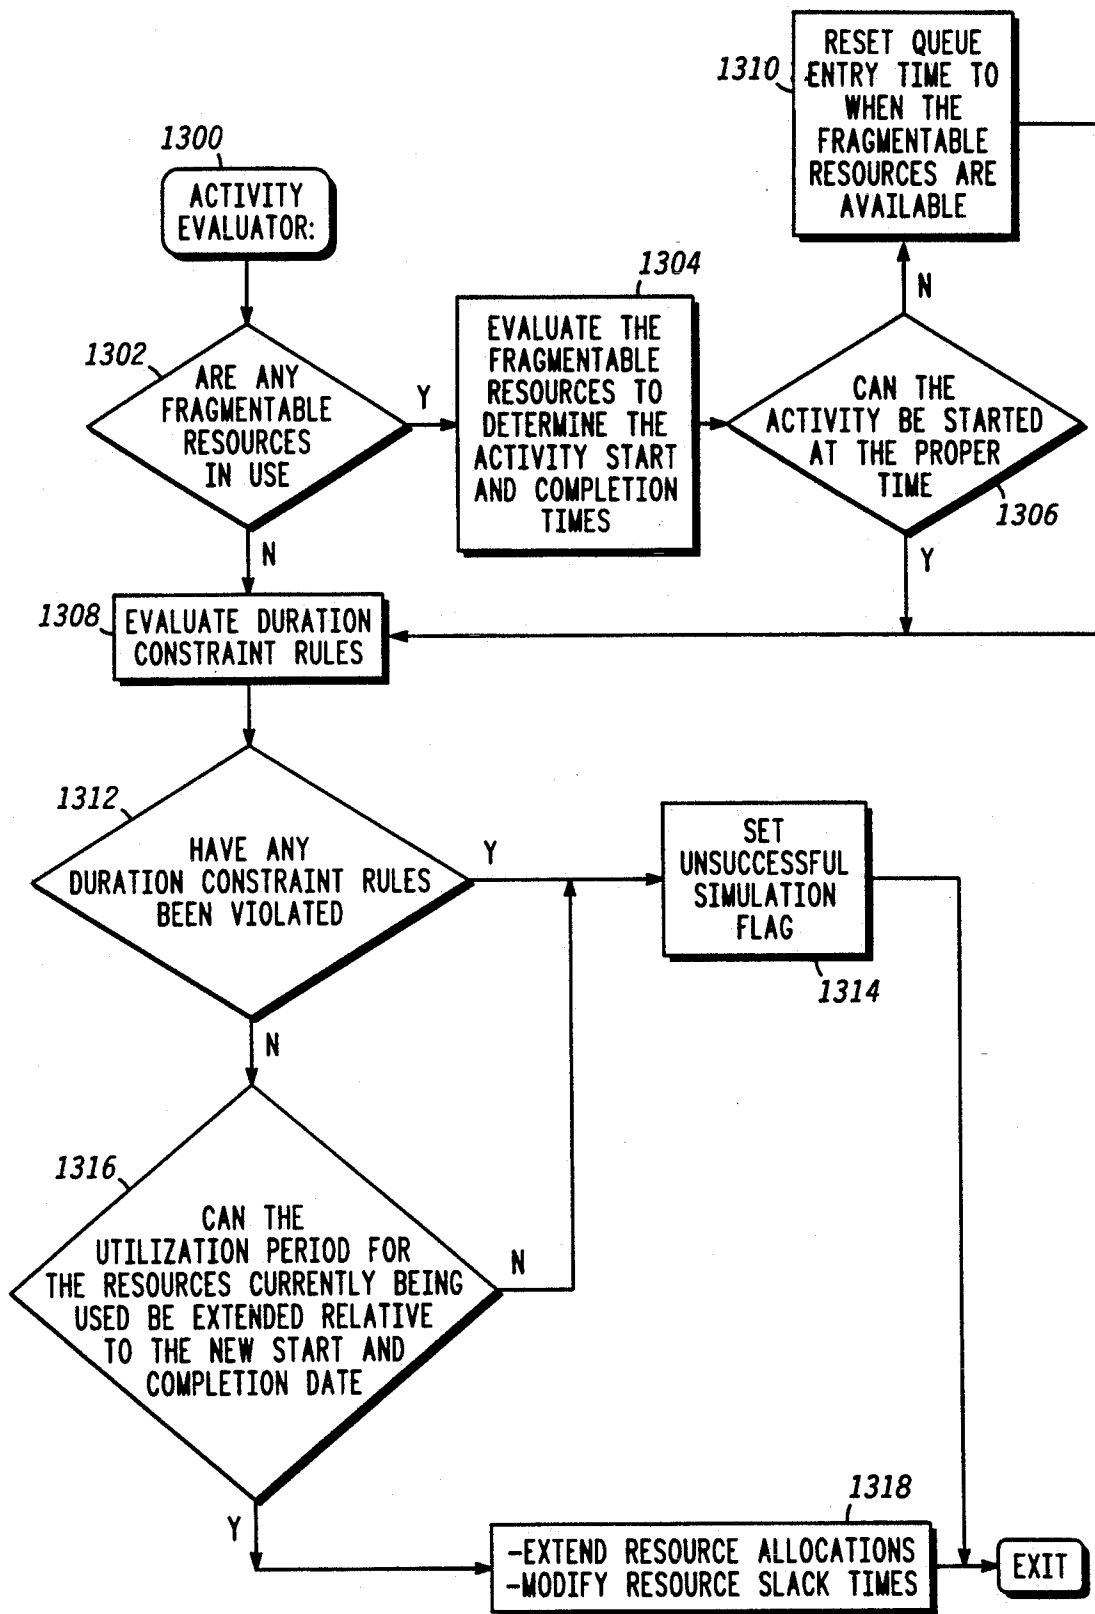 1300
ACTIVITY
EVALUATOR:
1302
ARE ANY
FRAGMENTABLE
RESOURCES
IN USE
Y
N
1304
EVALUATE THE
FRAGMENTABLE
RESOURCES TO
DETERMINE THE
ACTIVITY START
AND COMPLETION
TIMES
1310
RESET QUEUE
ENTRY TIME TO
WHEN THE
FRAGMENTABLE
RESOURCES ARE
AVAILABLE
N
CAN THE
ACTIVITY BE STARTED
AT THE PROPER
TIME
1306
Y
1308
EVALUATE DURATION
CONSTRAINT RULES
1312
HAVE ANY
DURATION CONSTRAINT RULES
BEEN VIOLATED
Y
N
SET
UNSUCCESSFUL
SIMULATION
FLAG
1314
1316
CAN THE
UTILIZATION PERIOD FOR
THE RESOURCES CURRENTLY BEING
USED BE EXTENDED RELATIVE
TO THE NEW START AND
COMPLETION DATE
N
Y
1318
-EXTEND RESOURCE ALLOCATIONS
-MODIFY RESOURCE SLACK TIMES
EXIT